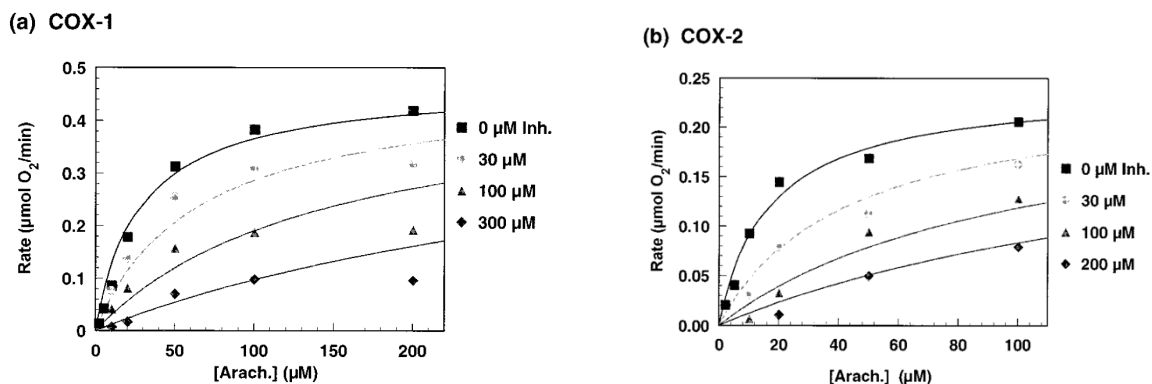 (a) COX-1
Rate (μmol O2/min)
0.5
0.4
0.3
0.2
0.1
0
0 50 100 150 200
[Arach.] (μM)
0 μM Inh.
30 μM
100 μM
300 μM
(b) COX-2
Rate (μmol O2/min)
0.25
0.20
0.15
0.10
0.05
0.00
0 20 40 60 80 100
[Arach.] (μM)
0 μM Inh.
30 μM
100 μM
200 μM